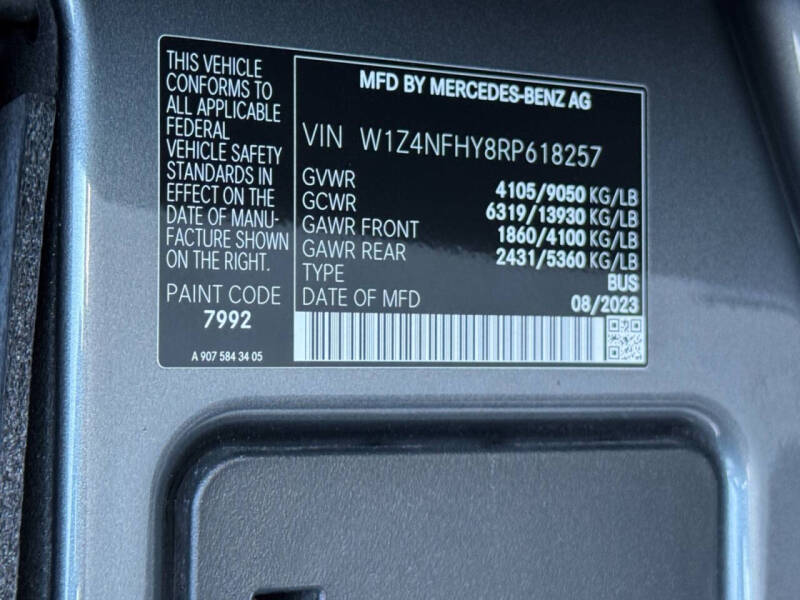 THIS VEHICLE
CONFORMS TO
ALL APPLICABLE
FEDERAL
VEHICLE SAFETY
STANDARDS IN
EFFECT ON THE
DATE OF MANU-
FACTURE SHOWN
ON THE RIGHT.
PAINT CODE
7992
A 907 584 34 05
MFD BY MERCEDES-BENZ AG
VIN W1Z4NFHY8RP618257
GVWR 4105/9050 KG/LB
GCWR 6319/13930 KG/LB
GAWR FRONT 1860/4100 KG/LB
GAWR REAR 2431/5360 KG/LB
TYPE BUS
DATE OF MFD 08/2023